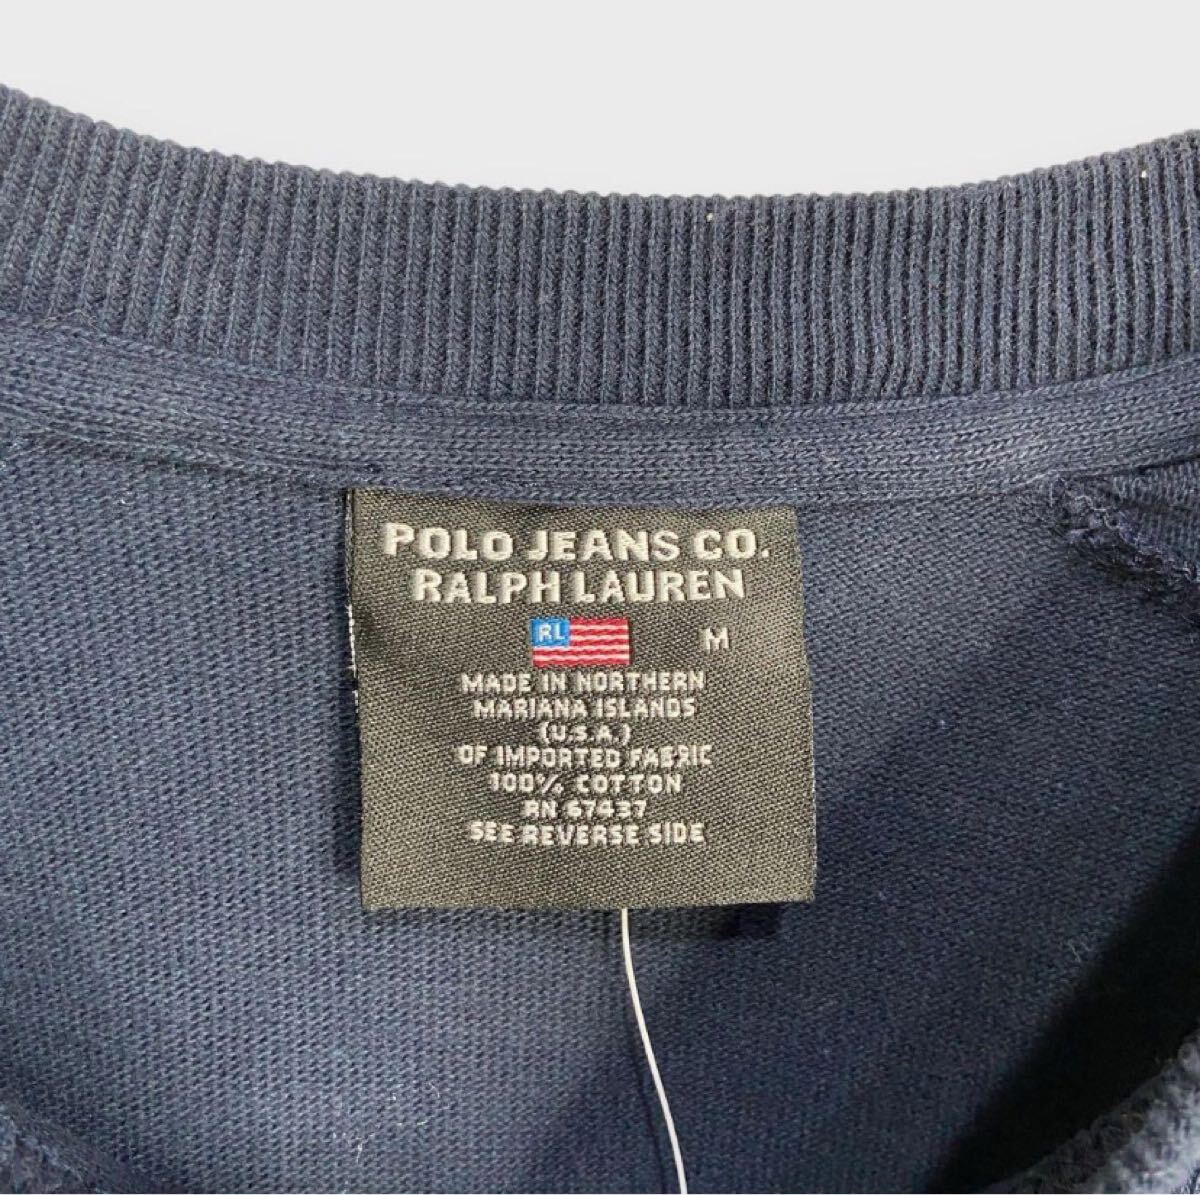 POLO JEANS CO.
RALPH LAUREN
RL M
MADE IN NORTHERN
MARIANA ISLANDS
(U.S.A.)
OF IMPORTED FABRIC
100% COTTON
RN 67437
SEE REVERSE SIDE